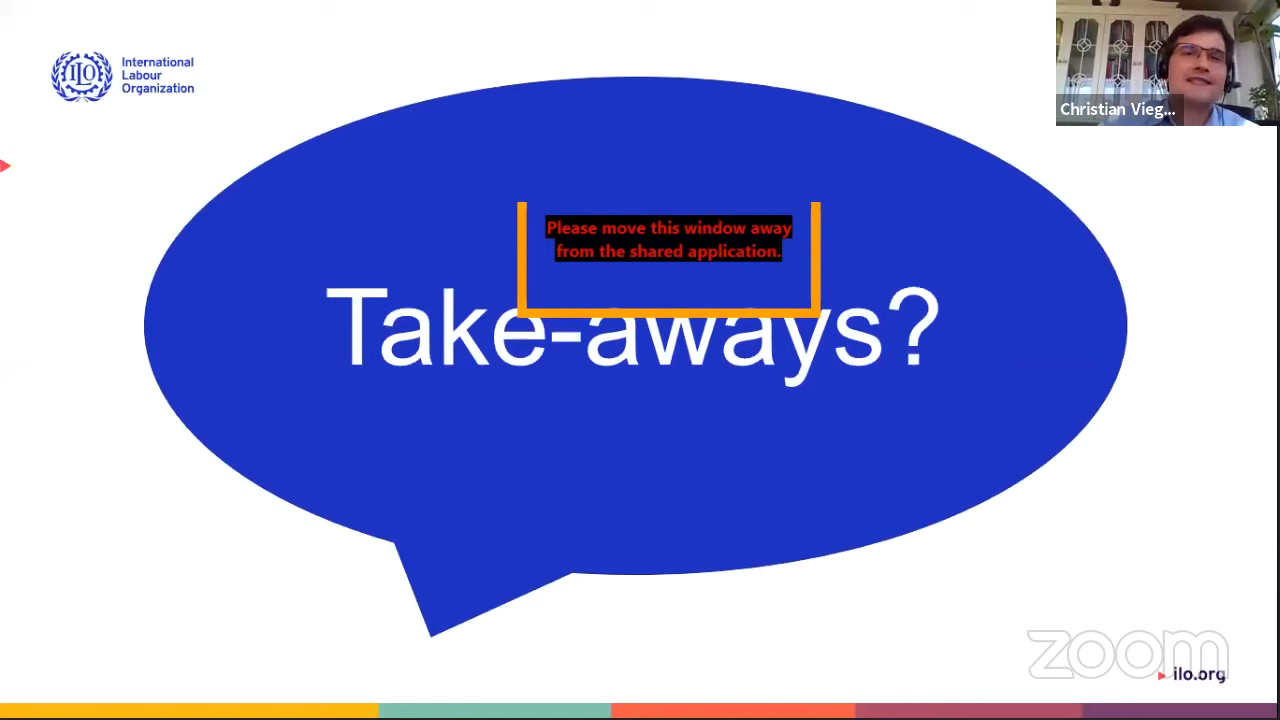 International
Labour
Organization
ILO
Christian Vieg...
Please move this window away
from the shared application.
Take-aways?
zoom
ilo.org